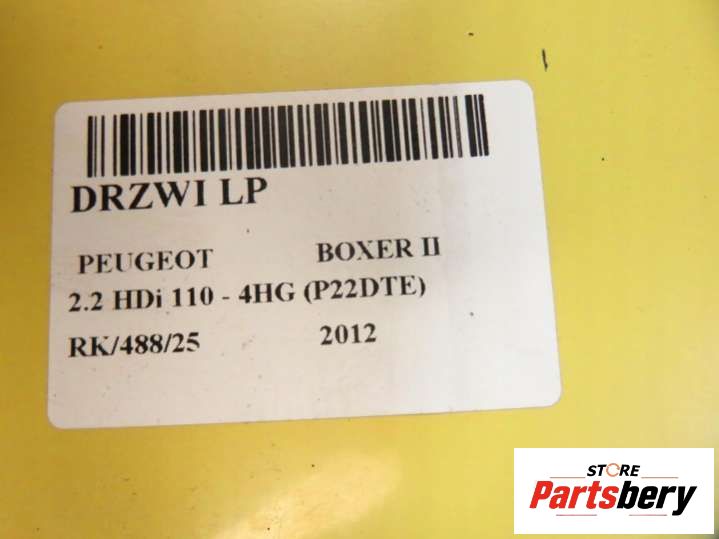 DRZWI LP
PEUGEOT BOXER II
2.2 HDi 110 - 4HG (P22DTE)
RK/488/25 2012
STORE
Partsbery